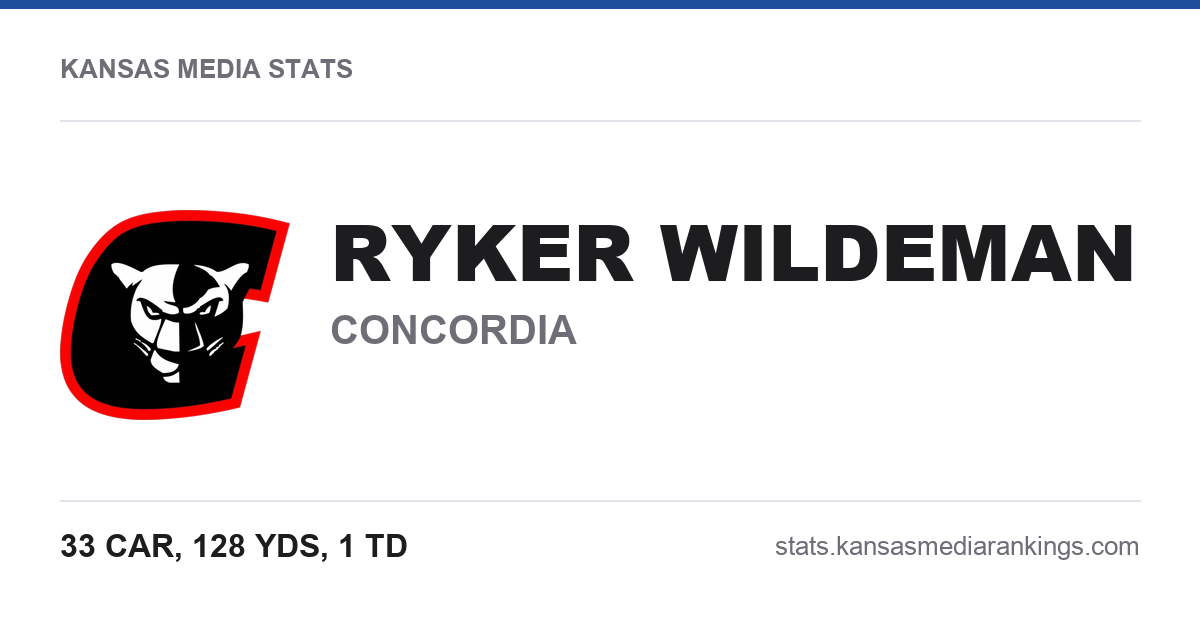 KANSAS MEDIA STATS
RYKER WILDEMAN
CONCORDIA
33 CAR, 128 YDS, 1 TD
stats.kansasmediarankings.com